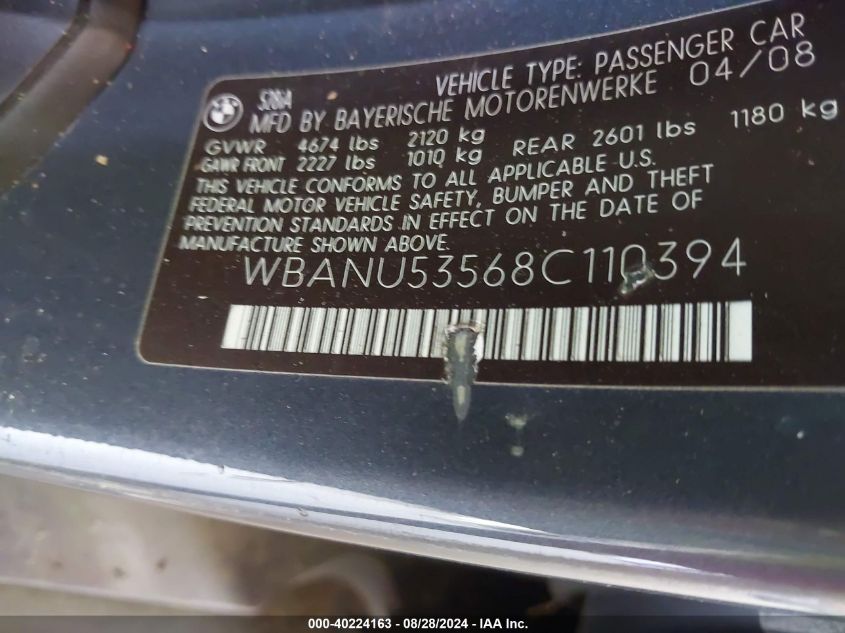 BMW
528iA
VEHICLE TYPE: PASSENGER CAR
MFD BY BAYERISCHE MOTORENWERKE 04/08
GVWR 4674 lbs 2120 kg
GAWR FRONT 2227 lbs 1010 kg REAR 2601 lbs 1180 kg
THIS VEHICLE CONFORMS TO ALL APPLICABLE U.S.
FEDERAL MOTOR VEHICLE SAFETY, BUMPER AND THEFT
PREVENTION STANDARDS IN EFFECT ON THE DATE OF
MANUFACTURE SHOWN ABOVE.
WBANU53568C110394
000-40224163 - 08/28/2024 - IAA Inc.